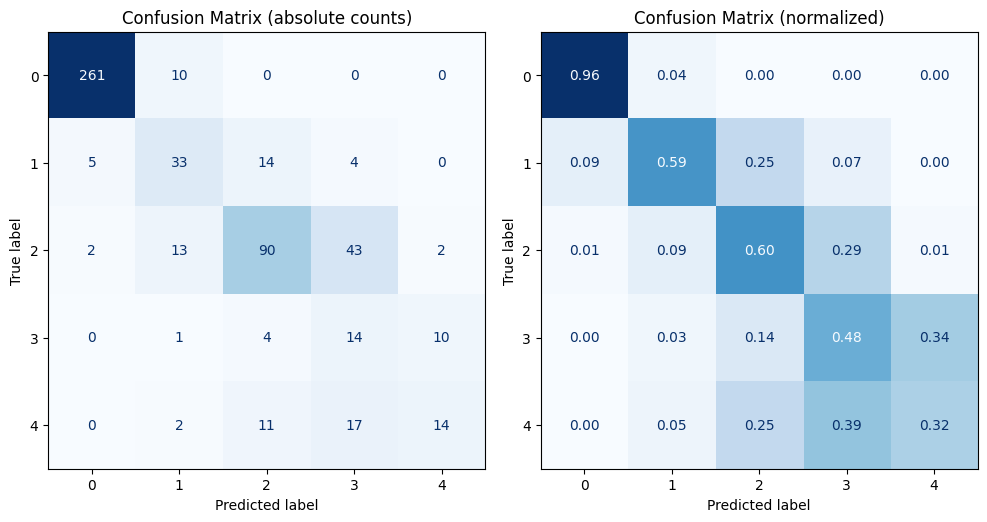 Confusion Matrix (absolute counts)
0 261 10 0 0 0
1 5 33 14 4 0
2 2 13 90 43 2
3 0 1 4 14 10
4 0 2 11 17 14
0 1 2 3 4
Predicted label
True label
Confusion Matrix (normalized)
0 0.96 0.04 0.00 0.00 0.00
1 0.09 0.59 0.25 0.07 0.00
2 0.01 0.09 0.60 0.29 0.01
3 0.00 0.03 0.14 0.48 0.34
4 0.00 0.05 0.25 0.39 0.32
0 1 2 3 4
Predicted label
True label